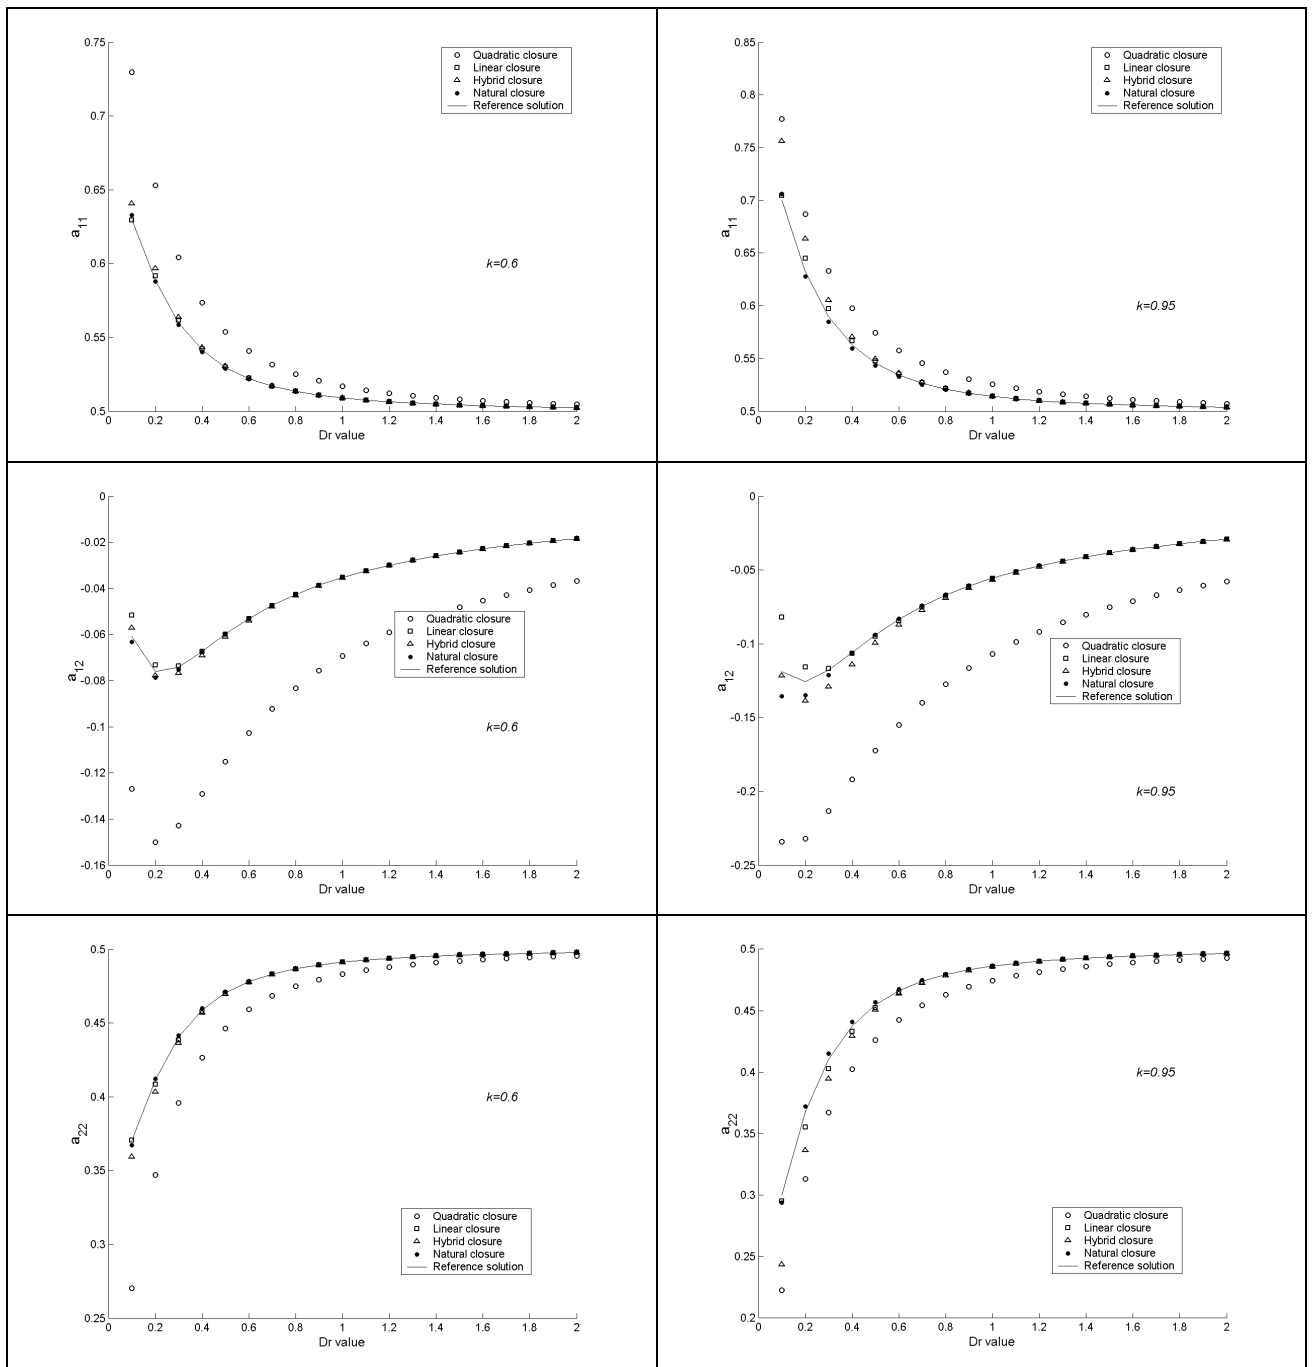 0.75
0.7
0.65
0.6
0.55
0.5
a11
0 0.2 0.4 0.6 0.8 1 1.2 1.4 1.6 1.8 2
Dr value
Quadratic closure
Linear closure
Hybrid closure
Natural closure
Reference solution
k=0.6
0.85
0.8
0.75
0.7
0.65
0.6
0.55
0.5
a11
0 0.2 0.4 0.6 0.8 1 1.2 1.4 1.6 1.8 2
Dr value
Quadratic closure
Linear closure
Hybrid closure
Natural closure
Reference solution
k=0.95
0
-0.02
-0.04
-0.06
-0.08
-0.1
-0.12
-0.14
-0.16
a12
0 0.2 0.4 0.6 0.8 1 1.2 1.4 1.6 1.8 2
Dr value
Quadratic closure
Linear closure
Hybrid closure
Natural closure
Reference solution
k=0.6
0
-0.05
-0.1
-0.15
-0.2
-0.25
a12
0 0.2 0.4 0.6 0.8 1 1.2 1.4 1.6 1.8 2
Dr value
Quadratic closure
Linear closure
Hybrid closure
Natural closure
Reference solution
k=0.95
0.5
0.45
0.4
0.35
0.3
0.25
a22
0 0.2 0.4 0.6 0.8 1 1.2 1.4 1.6 1.8 2
Dr value
k=0.6
Quadratic closure
Linear closure
Hybrid closure
Natural closure
Reference solution
0.5
0.45
0.4
0.35
0.3
0.25
0.2
a22
0 0.2 0.4 0.6 0.8 1 1.2 1.4 1.6 1.8 2
Dr value
k=0.95
Quadratic closure
Linear closure
Hybrid closure
Natural closure
Reference solution